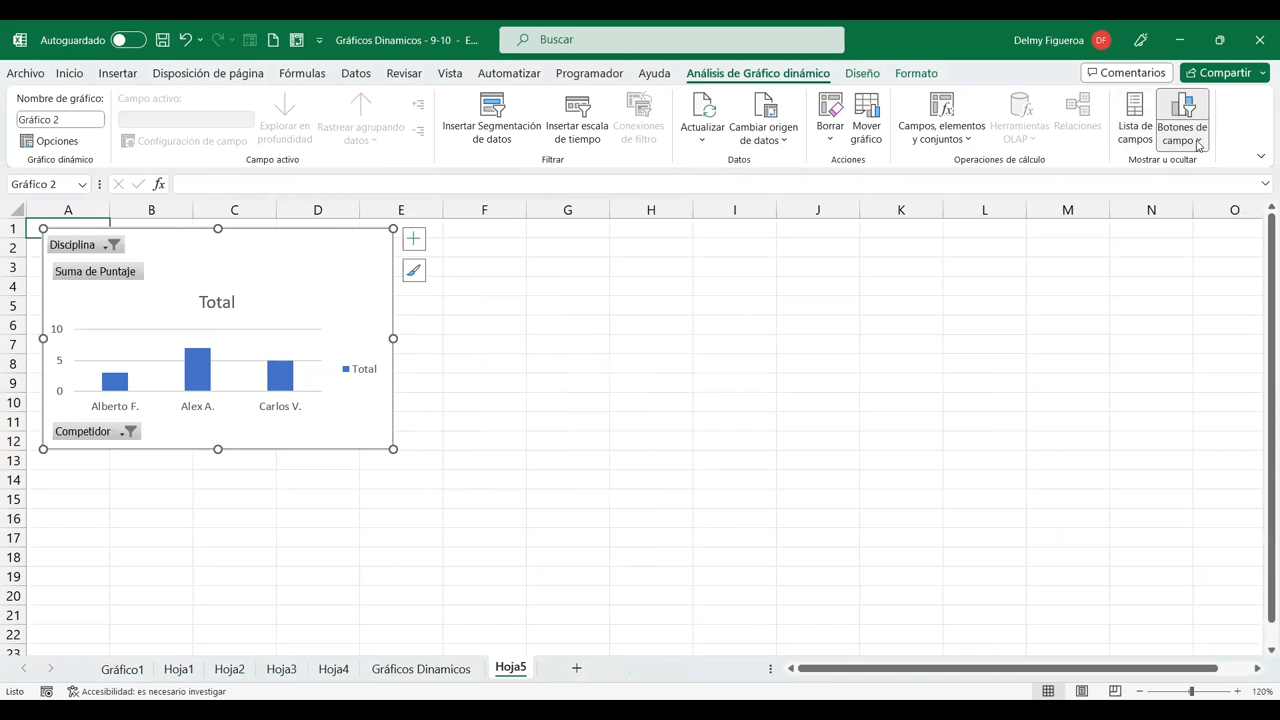 Autoguardado
Gráficos Dinamicos - 9-10 - E...
Buscar
Delmy Figueroa DF
Archivo Inicio Insertar Disposición de página Fórmulas Datos Revisar Vista Automatizar Programador Ayuda Análisis de Gráfico dinámico Diseño Formato
Comentarios Compartir
Nombre de gráfico:
Gráfico 2
Opciones
Gráfico dinámico
Campo activo:
Configuración de campo
Explorar en profundidad
Rastrear agrupando datos
Campo activo
Insertar Segmentación de datos
Insertar escala de tiempo
Conexiones de filtro
Filtrar
Actualizar
Cambiar origen de datos
Datos
Borrar
Mover gráfico
Acciones
Campos, elementos y conjuntos
Herramientas OLAP
Relaciones
Operaciones de cálculo
Lista de campos
Botones de campo
Mostrar u ocultar
Gráfico 2
fx
A B C D E F G H I J K L M N O
1
2
3
4
5
6
7
8
9
10
11
12
13
14
15
16
17
18
19
20
21
22
23
Disciplina
Suma de Puntaje
Total
10
5
0
Alberto F. Alex A. Carlos V.
Total
Competidor
Gráfico1 Hoja1 Hoja2 Hoja3 Hoja4 Gráficos Dinamicos Hoja5
Listo
Accesibilidad: es necesario investigar
120%